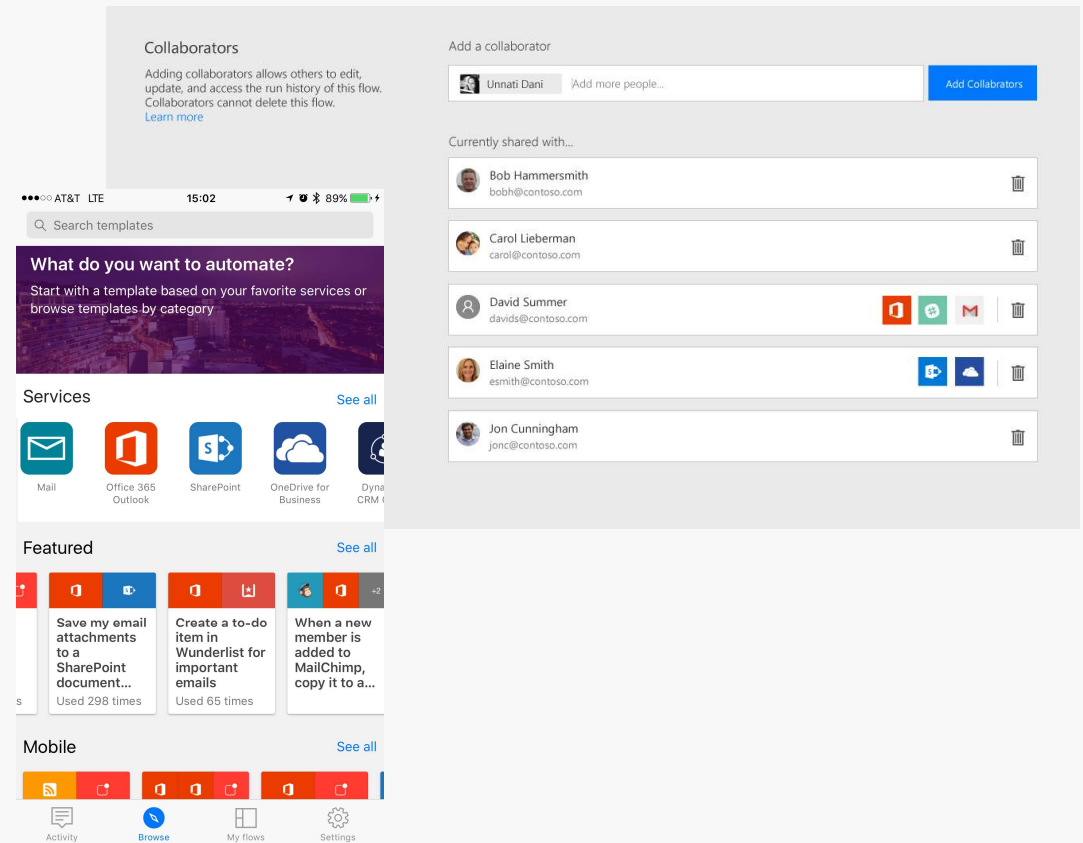 Collaborators
Adding collaborators allows others to edit,
update, and access the run history of this flow.
Collaborators cannot delete this flow.
Learn more
Add a collaborator
Unnati Dani
Add more people...
Add Collabrators
Currently shared with...
Bob Hammersmith
bobh@contoso.com
Carol Lieberman
carol@contoso.com
David Summer
davids@contoso.com
Elaine Smith
esmith@contoso.com
Jon Cunningham
jonc@contoso.com
AT&T LTE
15:02
89%
Search templates
What do you want to automate?
Start with a template based on your favorite services or
browse templates by category
Services
See all
Mail
Office 365
Outlook
SharePoint
OneDrive for
Business
Dyna
CRM
Featured
See all
+2
Save my email
attachments
to a
SharePoint
document...
Used 298 times
Create a to-do
item in
Wunderlist for
important
emails
Used 65 times
When a new
member is
added to
MailChimp,
copy it to a...
s
Mobile
See all
Activity
Browse
My flows
Settings